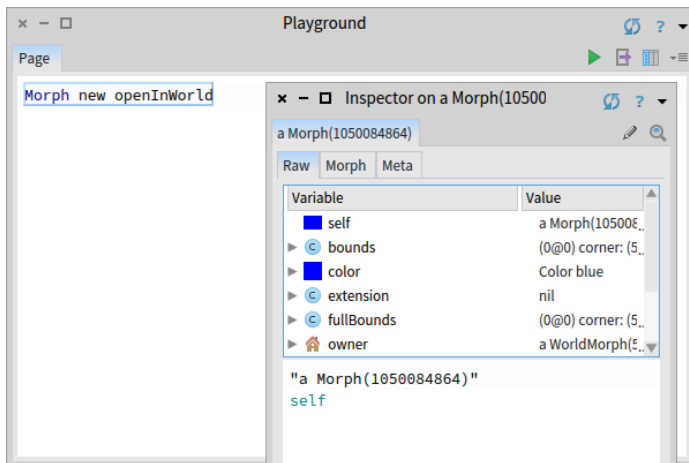 Playground
?
Page
Morph new openInWorld
Inspector on a Morph(10500
?
a Morph(1050084864)
Raw Morph Meta
Variable Value
self a Morph(105008..
bounds (0@0) corner: (5..
color Color blue
extension nil
fullBounds (0@0) corner: (5..
owner a WorldMorph(5..
"a Morph(1050084864)"
self